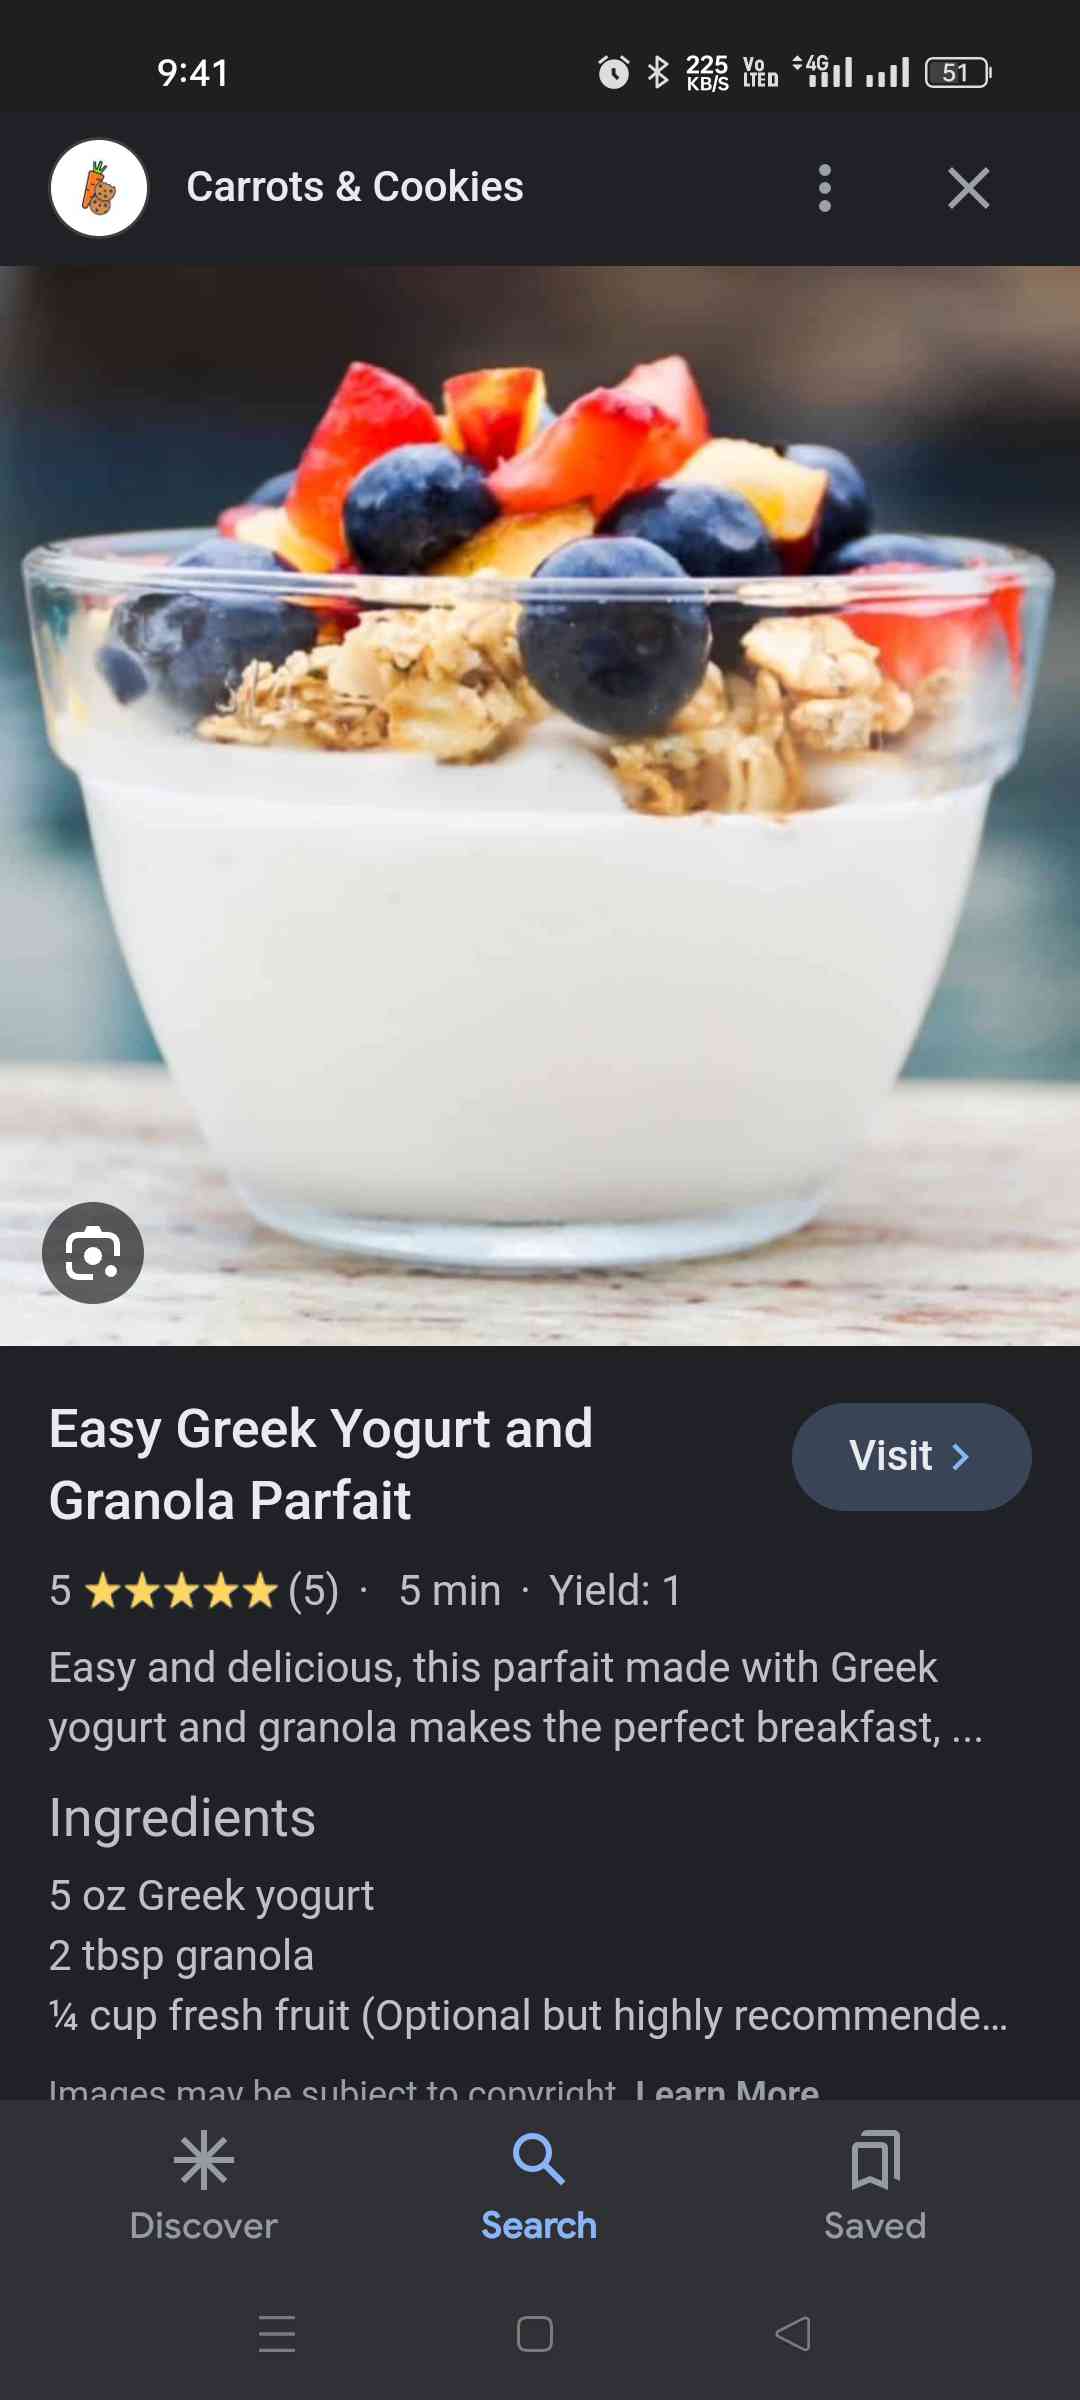 9:41
225
KB/S
Vo
LTED
4G
51
Carrots & Cookies
Easy Greek Yogurt and
Granola Parfait
Visit
5 ★★★★★ (5) · 5 min · Yield: 1
Easy and delicious, this parfait made with Greek
yogurt and granola makes the perfect breakfast, ...
Ingredients
5 oz Greek yogurt
2 tbsp granola
¼ cup fresh fruit (Optional but highly recommende...
Images may be subject to copyright. Learn More
Discover
Search
Saved